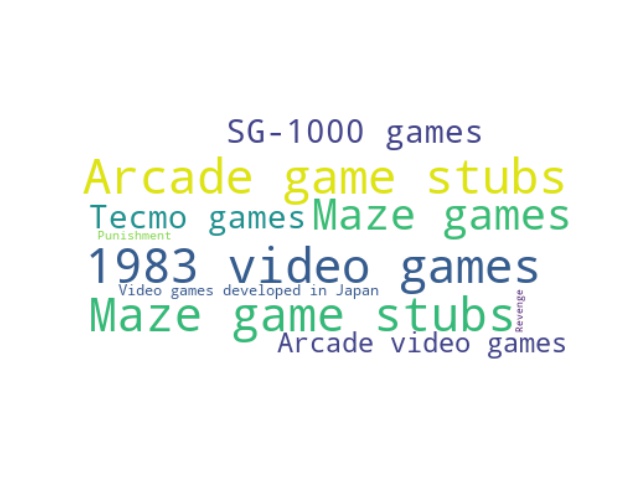 SG-1000 games
Arcade game stubs
Tecmo games
Maze games
Punishment
1983 video games
Video games developed in Japan
Maze game stubs
Revenge
Arcade video games